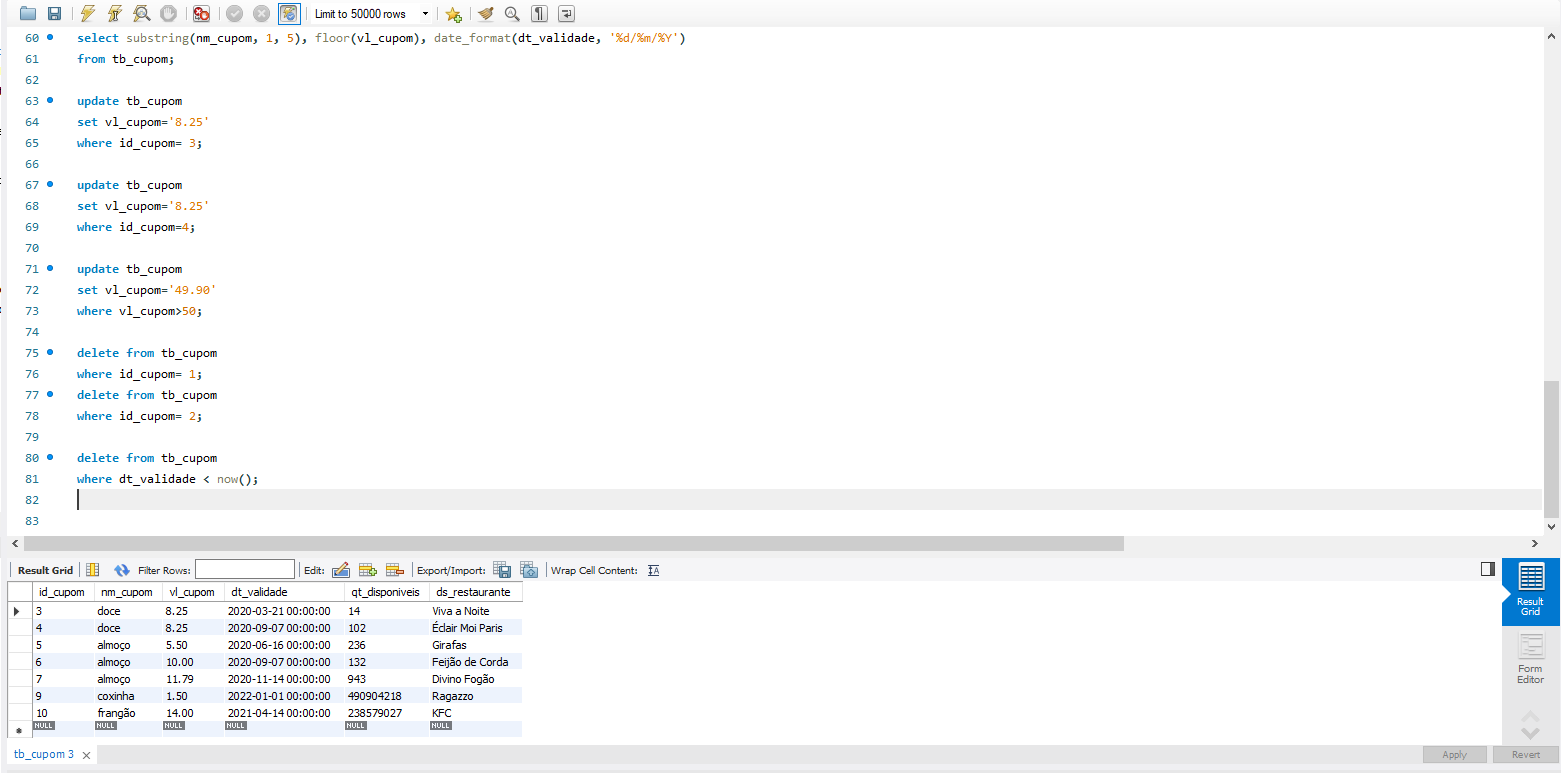 Limit to 50000 rows
60 select substring(nm_cupom, 1, 5), floor(vl_cupom), date_format(dt_validade, '%d/%m/%Y')
61 from tb_cupom;
62
63 update tb_cupom
64 set vl_cupom='8.25'
65 where id_cupom= 3;
66
67 update tb_cupom
68 set vl_cupom='8.25'
69 where id_cupom=4;
70
71 update tb_cupom
72 set vl_cupom='49.90'
73 where vl_cupom>50;
74
75 delete from tb_cupom
76 where id_cupom= 1;
77 delete from tb_cupom
78 where id_cupom= 2;
79
80 delete from tb_cupom
81 where dt_validade < now();
82
83
Result Grid Filter Rows: Edit: Export/Import: Wrap Cell Content:
id_cupom nm_cupom vl_cupom dt_validade qt_disponiveis ds_restaurante
3 doce 8.25 2020-03-21 00:00:00 14 Viva a Noite
4 doce 8.25 2020-09-07 00:00:00 102 Éclair Moi Paris
5 almoço 5.50 2020-06-16 00:00:00 236 Girafas
6 almoço 10.00 2020-09-07 00:00:00 132 Feijão de Corda
7 almoço 11.79 2020-11-14 00:00:00 943 Divino Fogão
9 coxinha 1.50 2022-01-01 00:00:00 490904218 Ragazzo
10 frangão 14.00 2021-04-14 00:00:00 238579027 KFC
NULL NULL NULL NULL NULL NULL
Result
Grid
Form
Editor
tb_cupom 3
Apply Revert